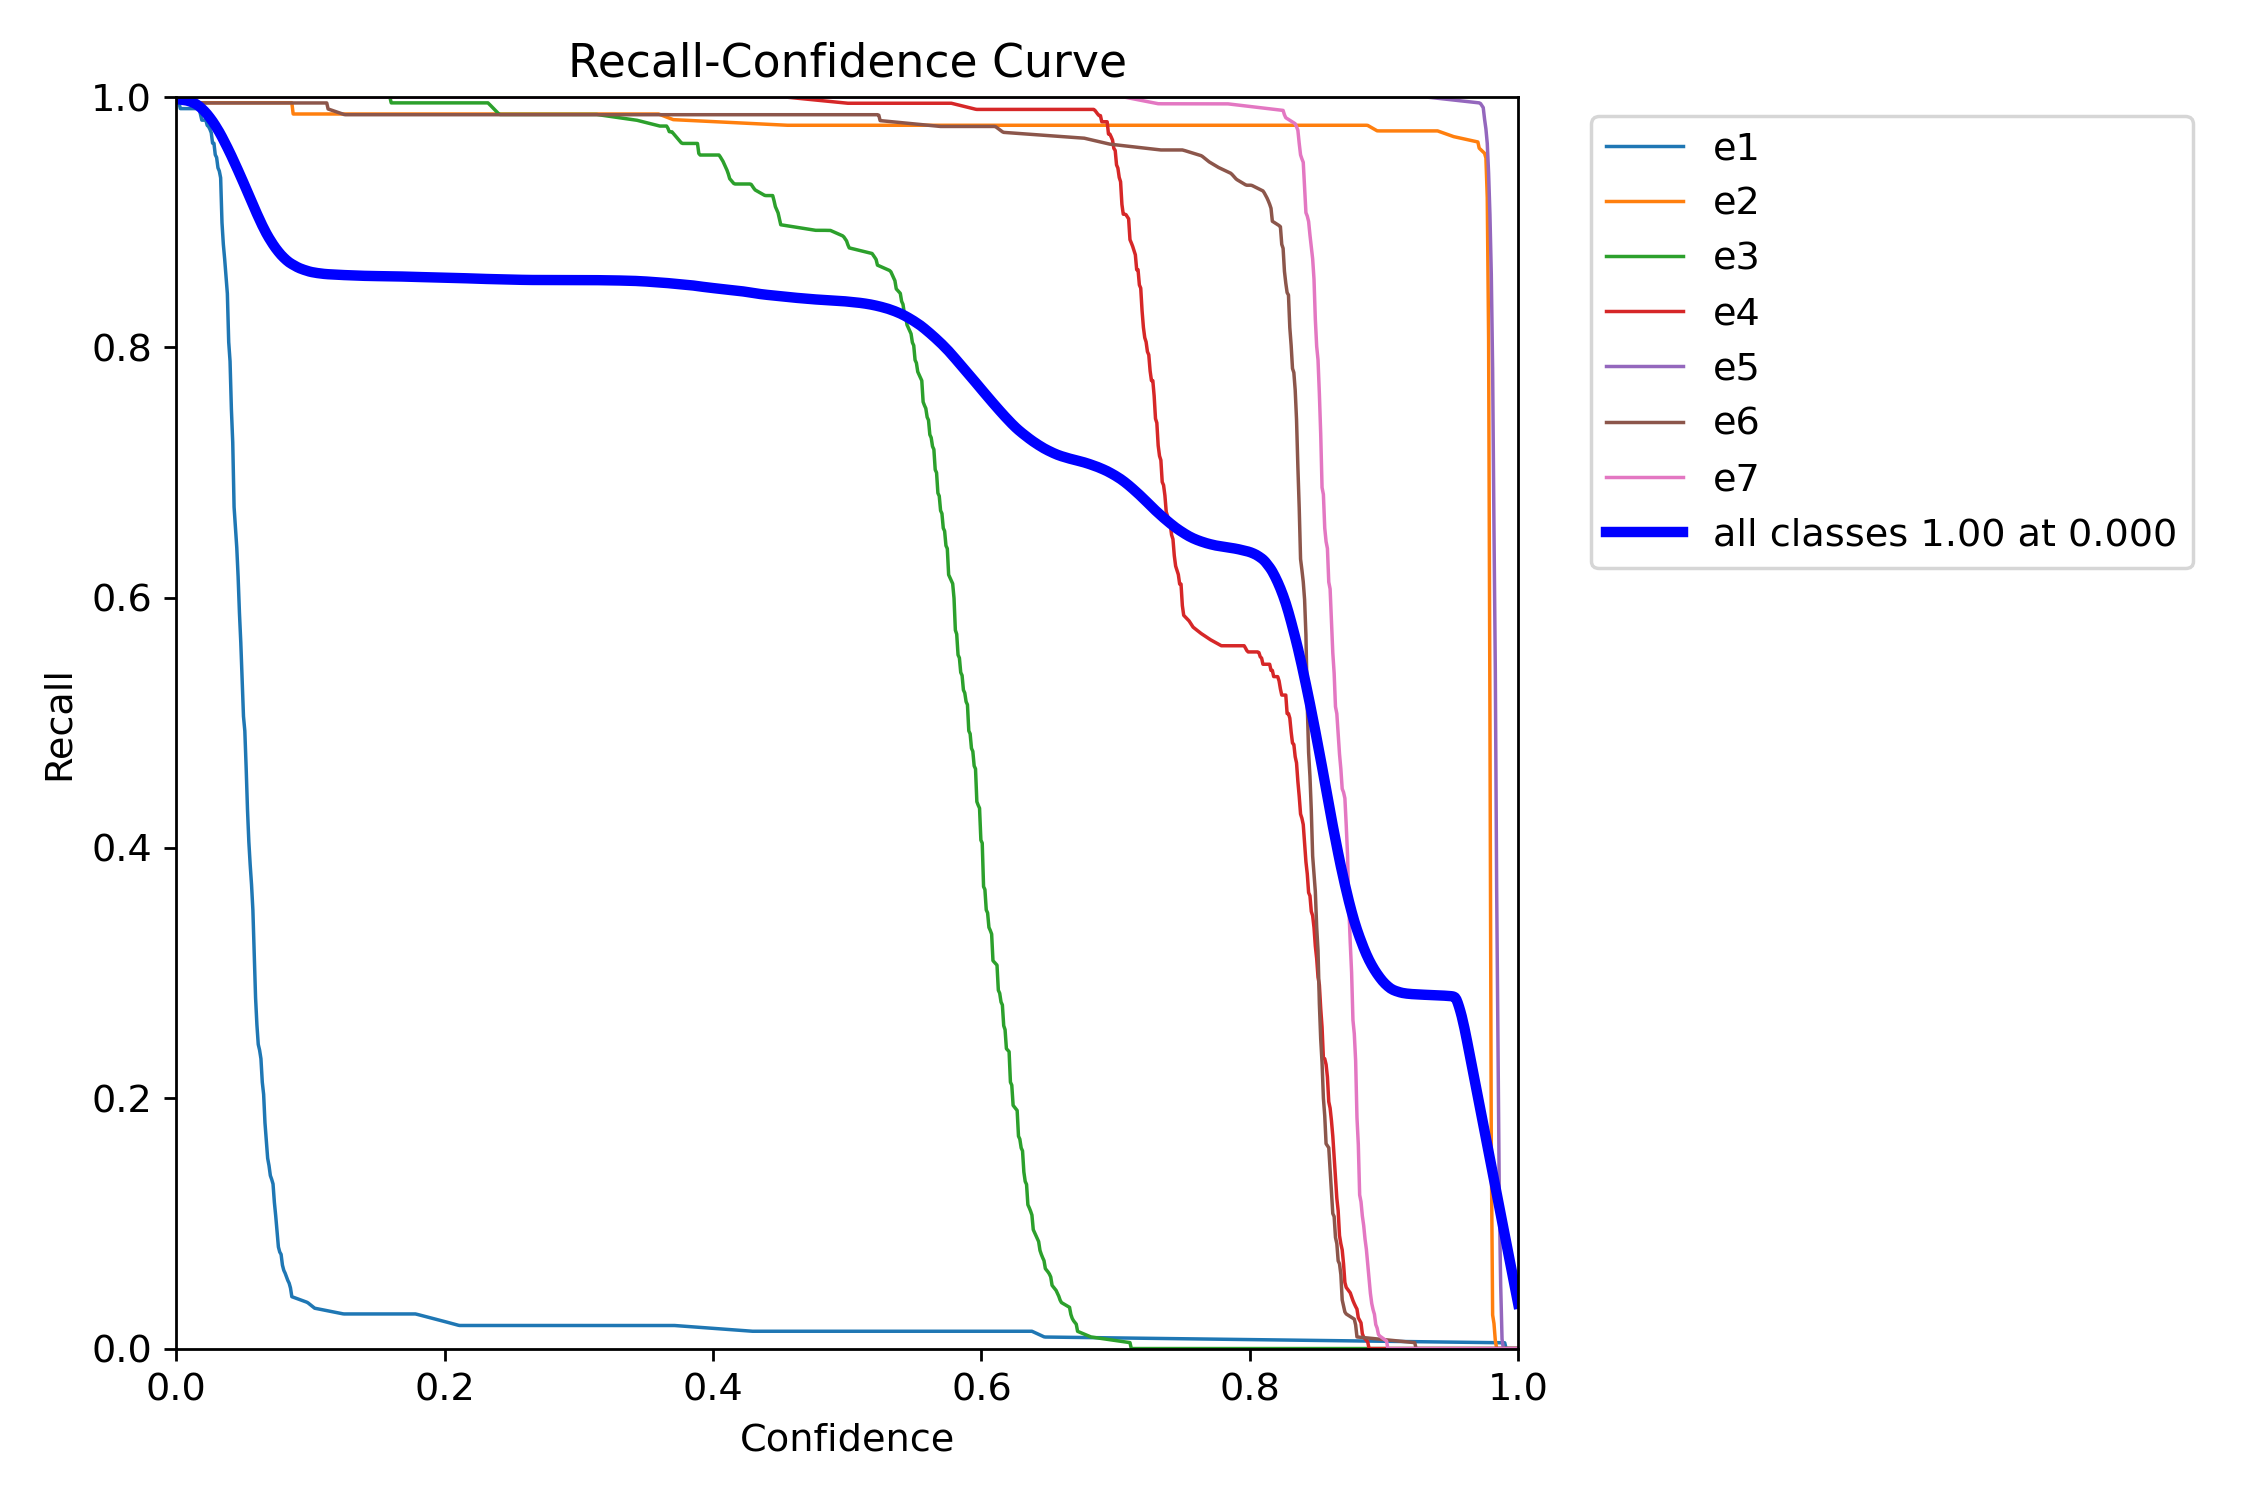 Recall-Confidence Curve
1.0
0.8
0.6
0.4
0.2
0.0
Recall
0.0 0.2 0.4 0.6 0.8 1.0
Confidence
e1
e2
e3
e4
e5
e6
e7
all classes 1.00 at 0.000